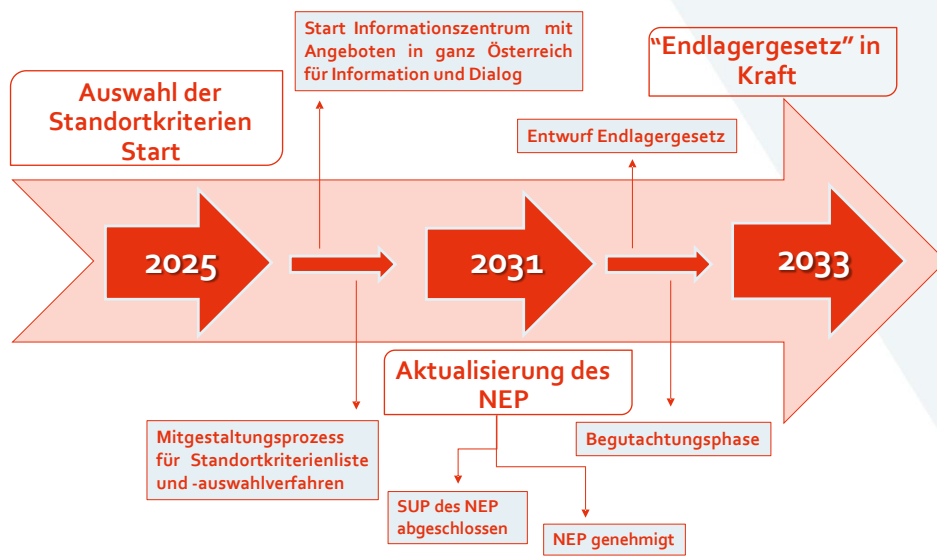 Start Informationszentrum mit
Angeboten in ganz Österreich
für Information und Dialog
“Endlagergesetz” in
Kraft
Auswahl der
Standortkriterien
Start
Entwurf Endlagergesetz
2025
2031
2033
Aktualisierung des
NEP
Mitgestaltungsprozess
für Standortkriterienliste
und -auswahlverfahren
Begutachtungsphase
SUP des NEP
abgeschlossen
NEP genehmigt